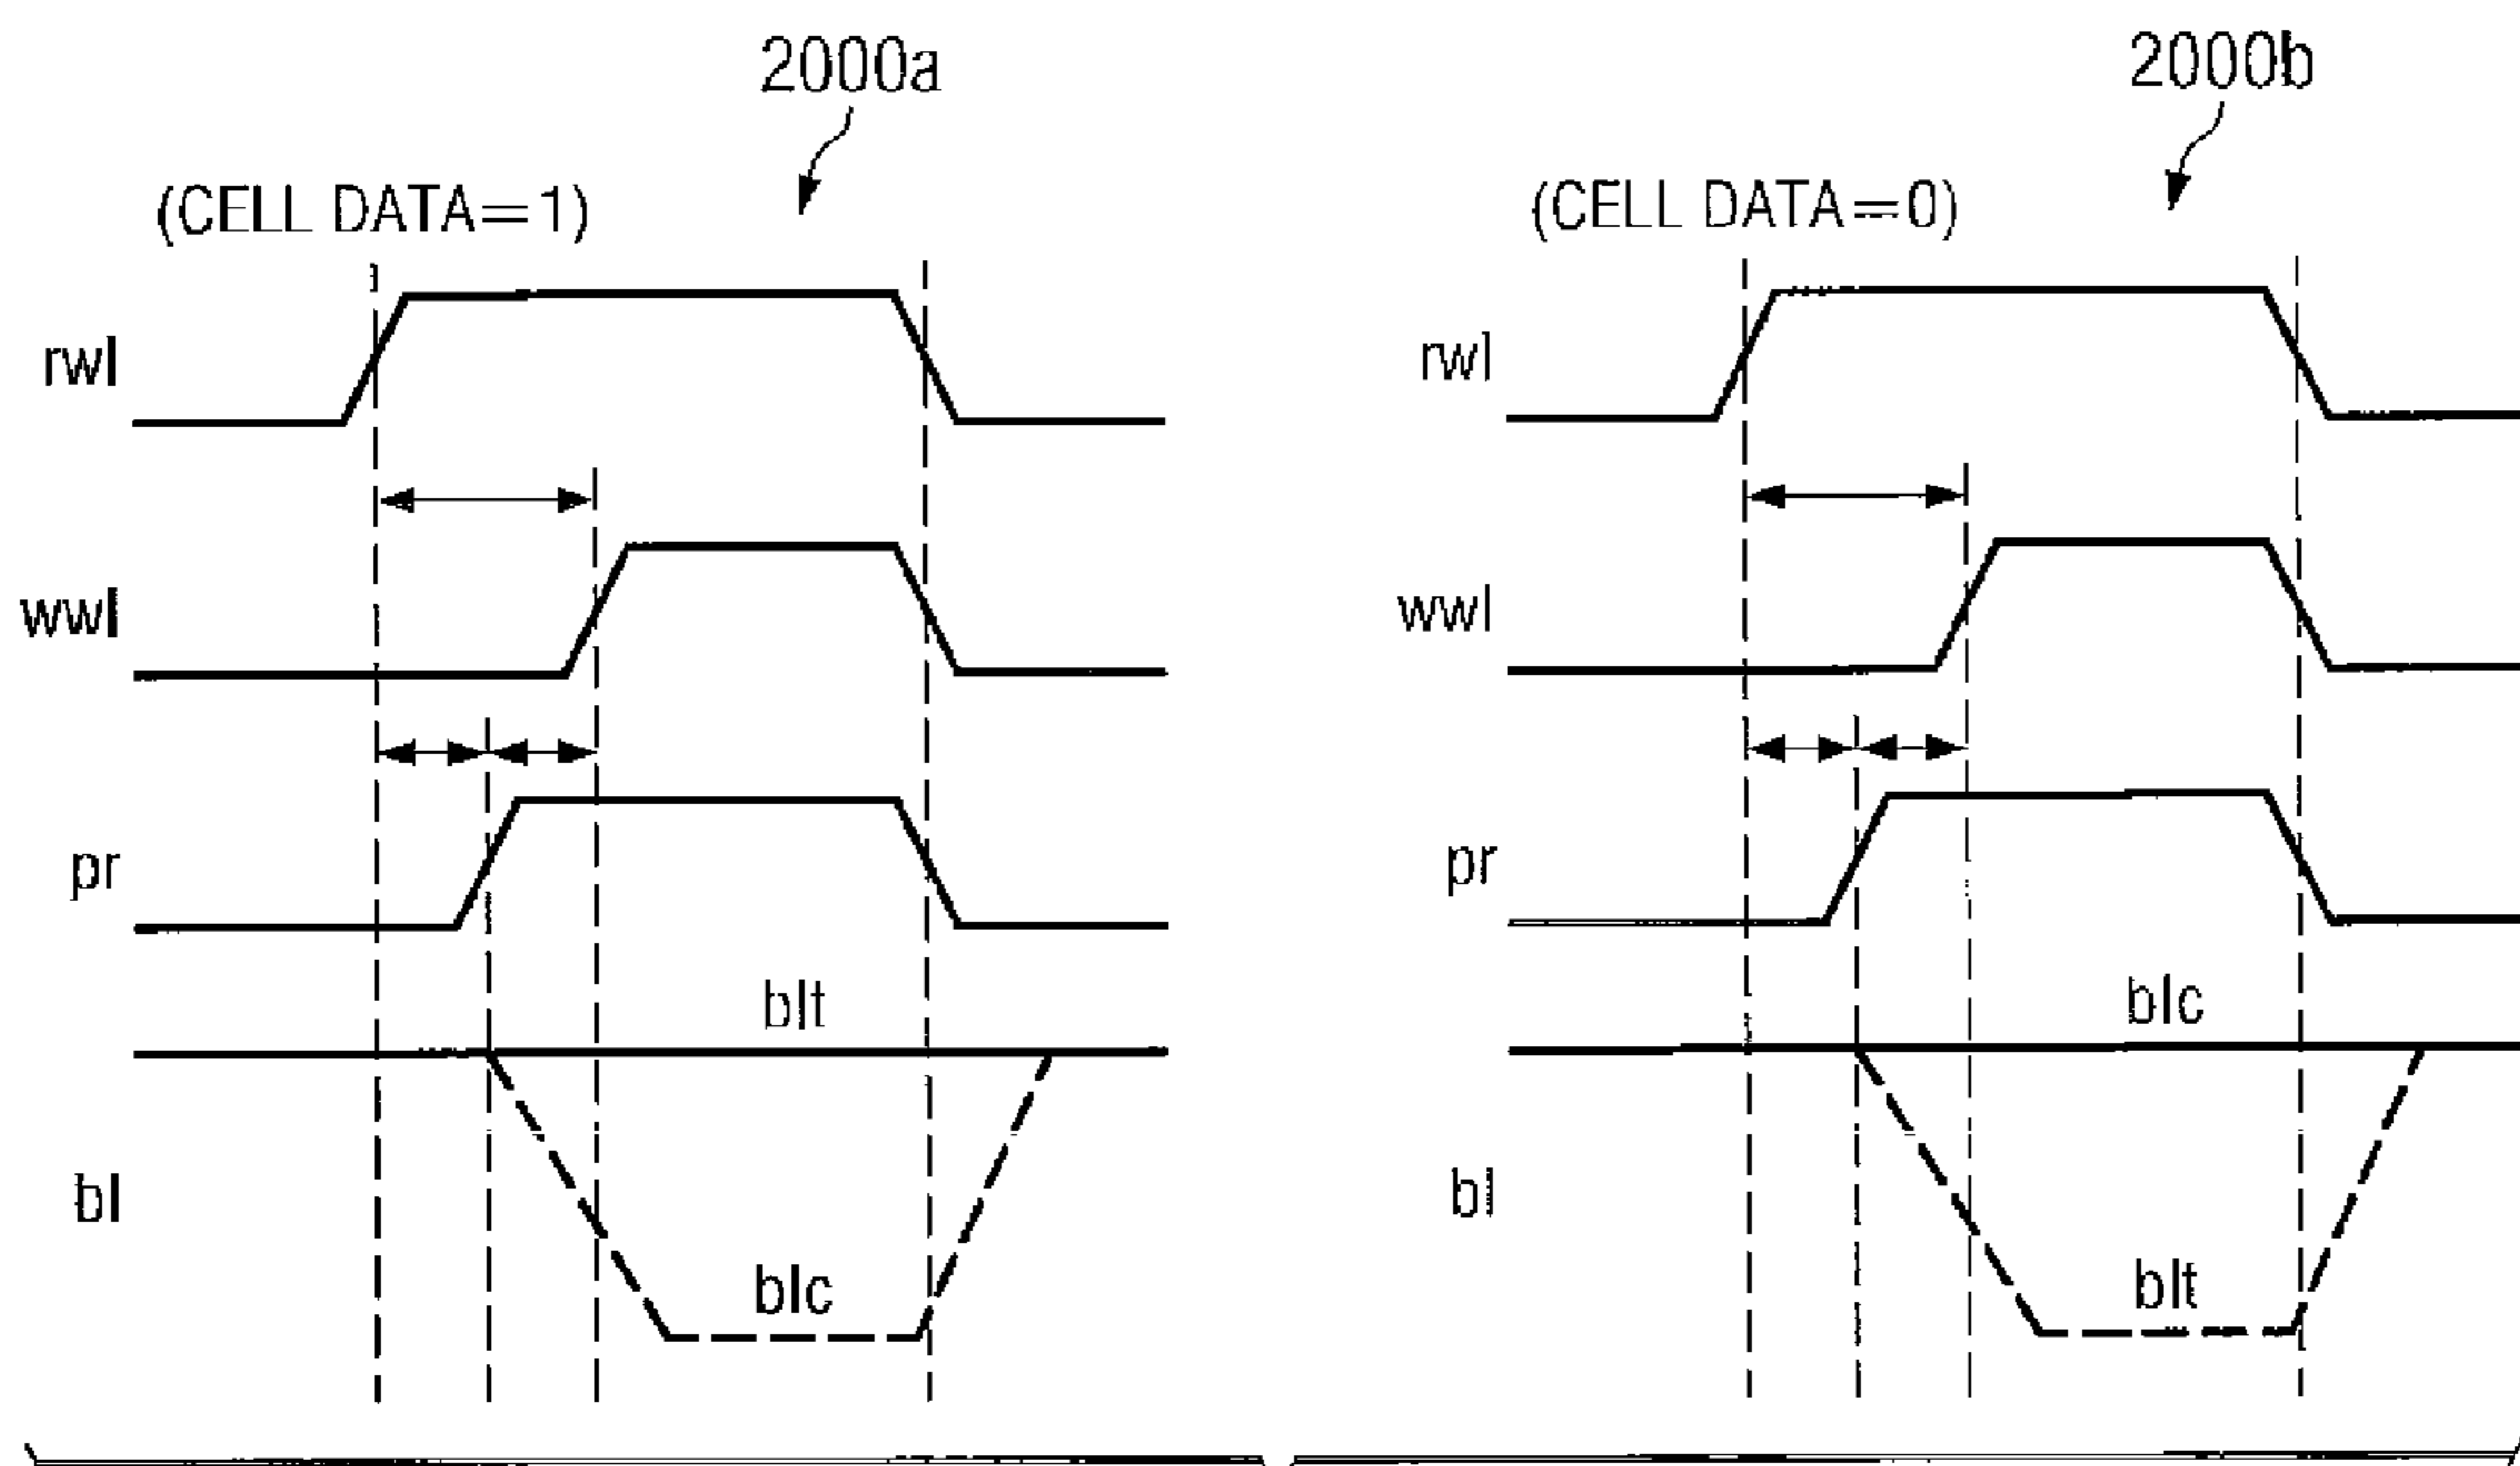 2000a
(CELL DATA=1)
rwl
wwl
pr
blt
bl
blc
2000b
(CELL DATA=0)
rwl
wwl
pr
blc
bl
blt